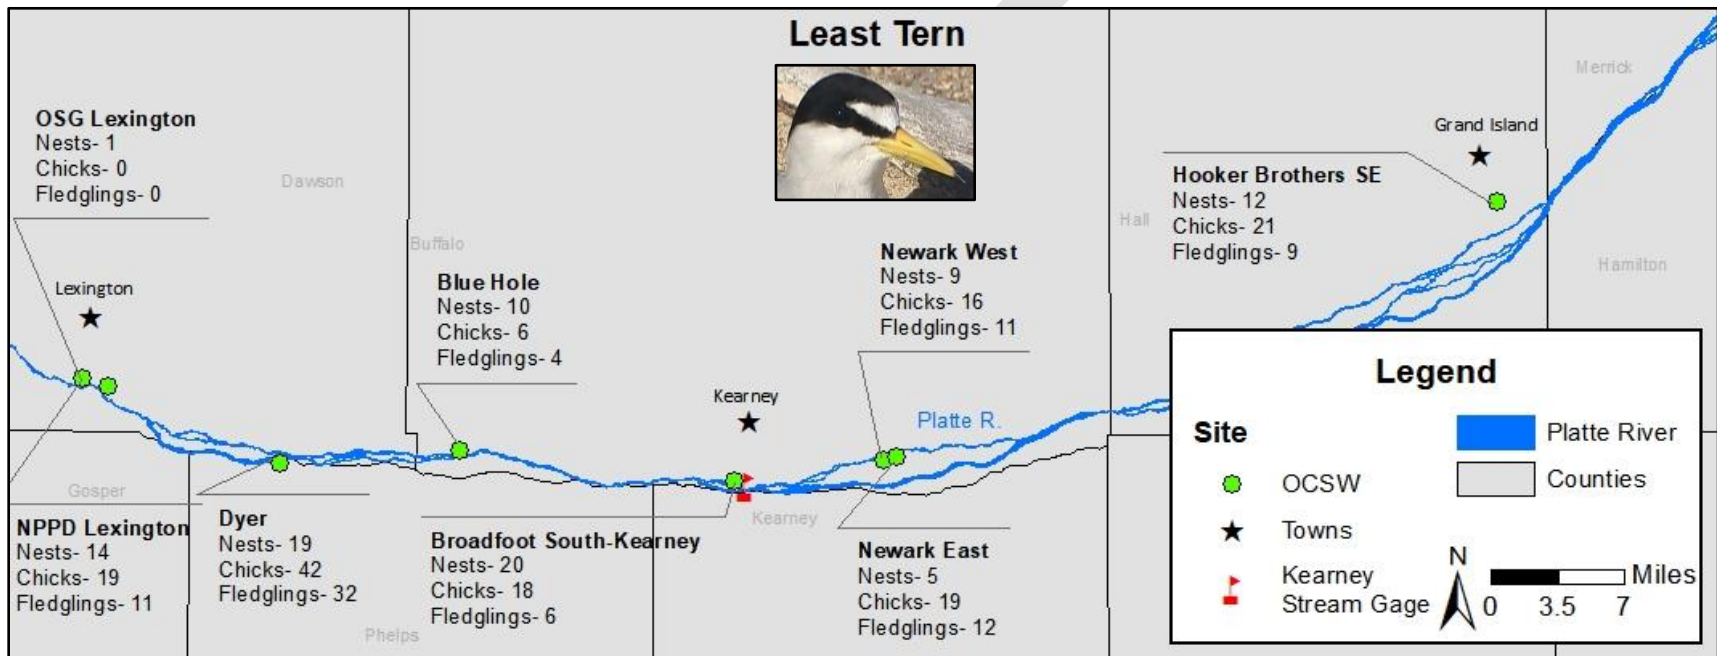 Least Tern
OSG Lexington
Nests- 1
Chicks- 0
Fledglings- 0
Dawson
Lexington
Buffalo
Blue Hole
Nests- 10
Chicks- 6
Fledglings- 4
Kearney
Newark West
Nests- 9
Chicks- 16
Fledglings- 11
Platte R.
Hall
Merrick
Grand Island
Hooker Brothers SE
Nests- 12
Chicks- 21
Fledglings- 9
Hamilton
Gosper
NPPD Lexington
Nests- 14
Chicks- 19
Fledglings- 11
Dyer
Nests- 19
Chicks- 42
Fledglings- 32
Phelps
Broadfoot South-Kearney
Nests- 20
Chicks- 18
Fledglings- 6
Kearney
Newark East
Nests- 5
Chicks- 19
Fledglings- 12
Legend
Site
OCSW
Towns
Kearney
Stream Gage
Platte River
Counties
N
Miles
0 3.5 7